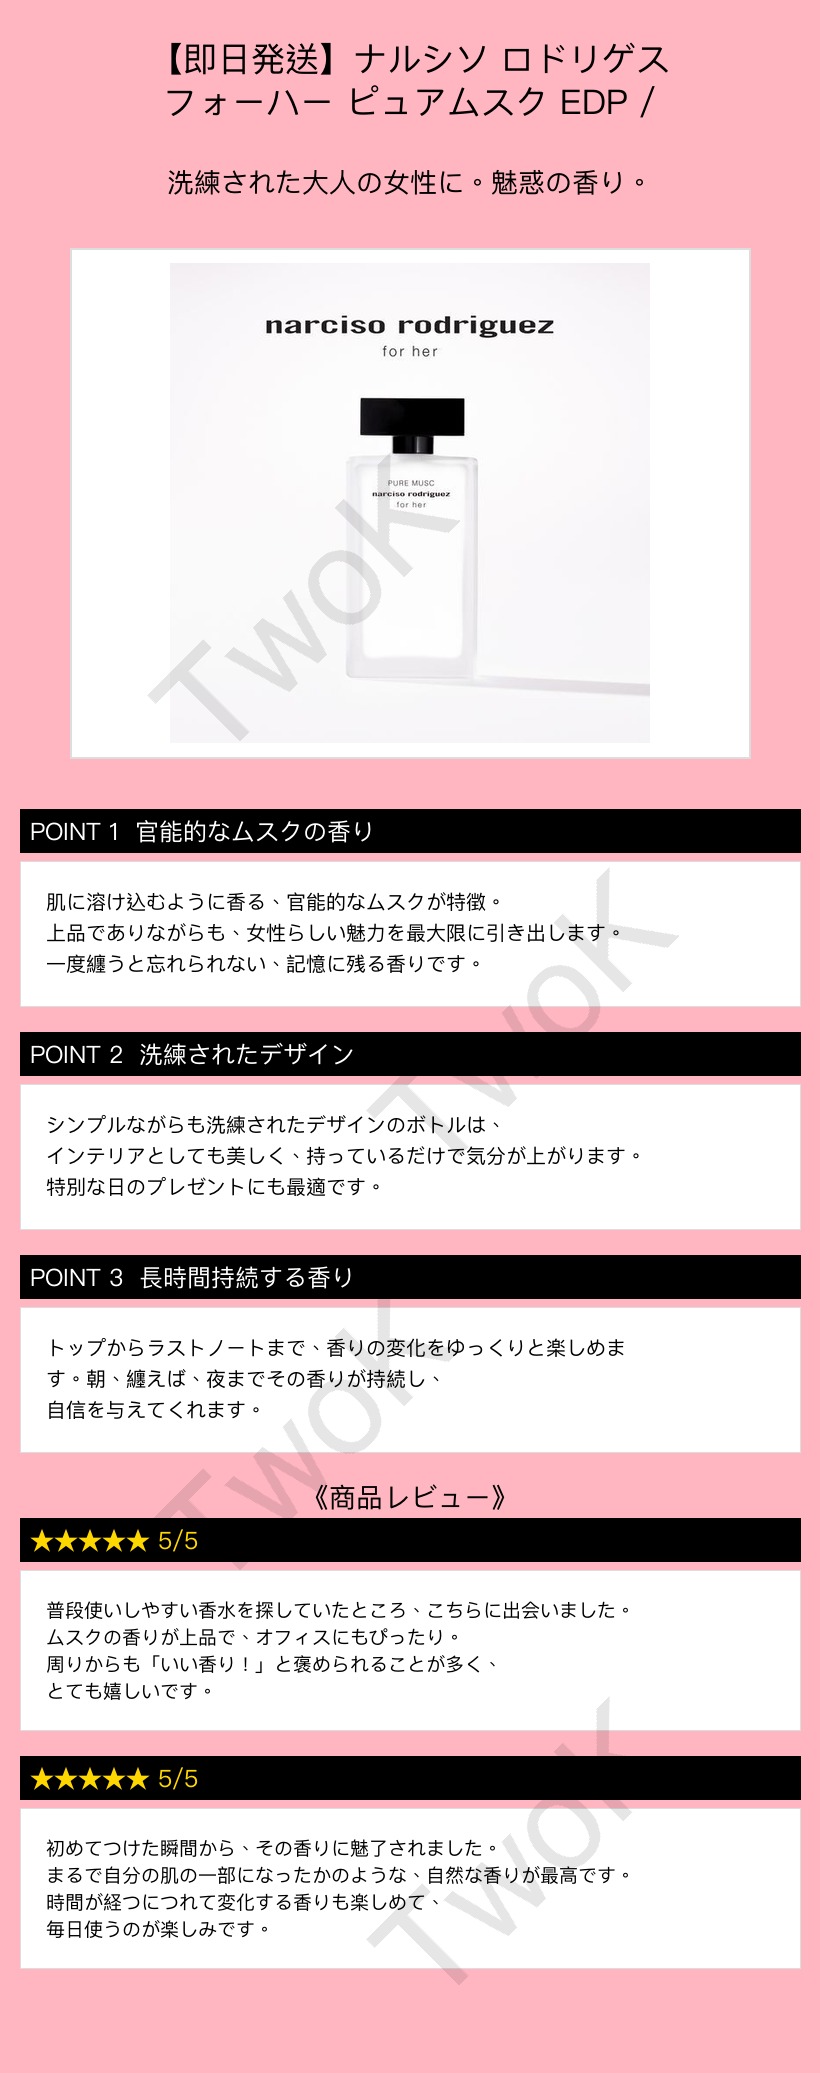 【即日発送】ナルシソ ロドリゲス
フォーハー ピュアムスク EDP /
洗練された大人の女性に。魅惑の香り。
narciso rodriguez
for her
PURE MUSC
narciso rodriguez
for her
TwoK
POINT 1 官能的なムスクの香り
肌に溶け込むように香る、官能的なムスクが特徴。
上品でありながらも、女性らしい魅力を最大限に引き出します。
一度纏うと忘れられない、記憶に残る香りです。
TwoK
POINT 2 洗練されたデザイン
シンプルながらも洗練されたデザインのボトルは、
インテリアとしても美しく、持っているだけで気分が上がります。
特別な日のプレゼントにも最適です。
POINT 3 長時間持続する香り
トップからラストノートまで、香りの変化をゆっくりと楽しめま
す。朝、纏えば、夜までその香りが持続し、
自信を与えてくれます。
TwoK
《商品レビュー》
★★★★★ 5/5
普段使いしやすい香水を探していたところ、こちらに出会いました。
ムスクの香りが上品で、オフィスにもぴったり。
周りからも「いい香り！」と褒められることが多く、
とても嬉しいです。
★★★★★ 5/5
初めてつけた瞬間から、その香りに魅了されました。
まるで自分の肌の一部になったかのような、自然な香りが最高です。
時間が経つにつれて変化する香りも楽しめて、
毎日使うのが楽しみです。
TwoK